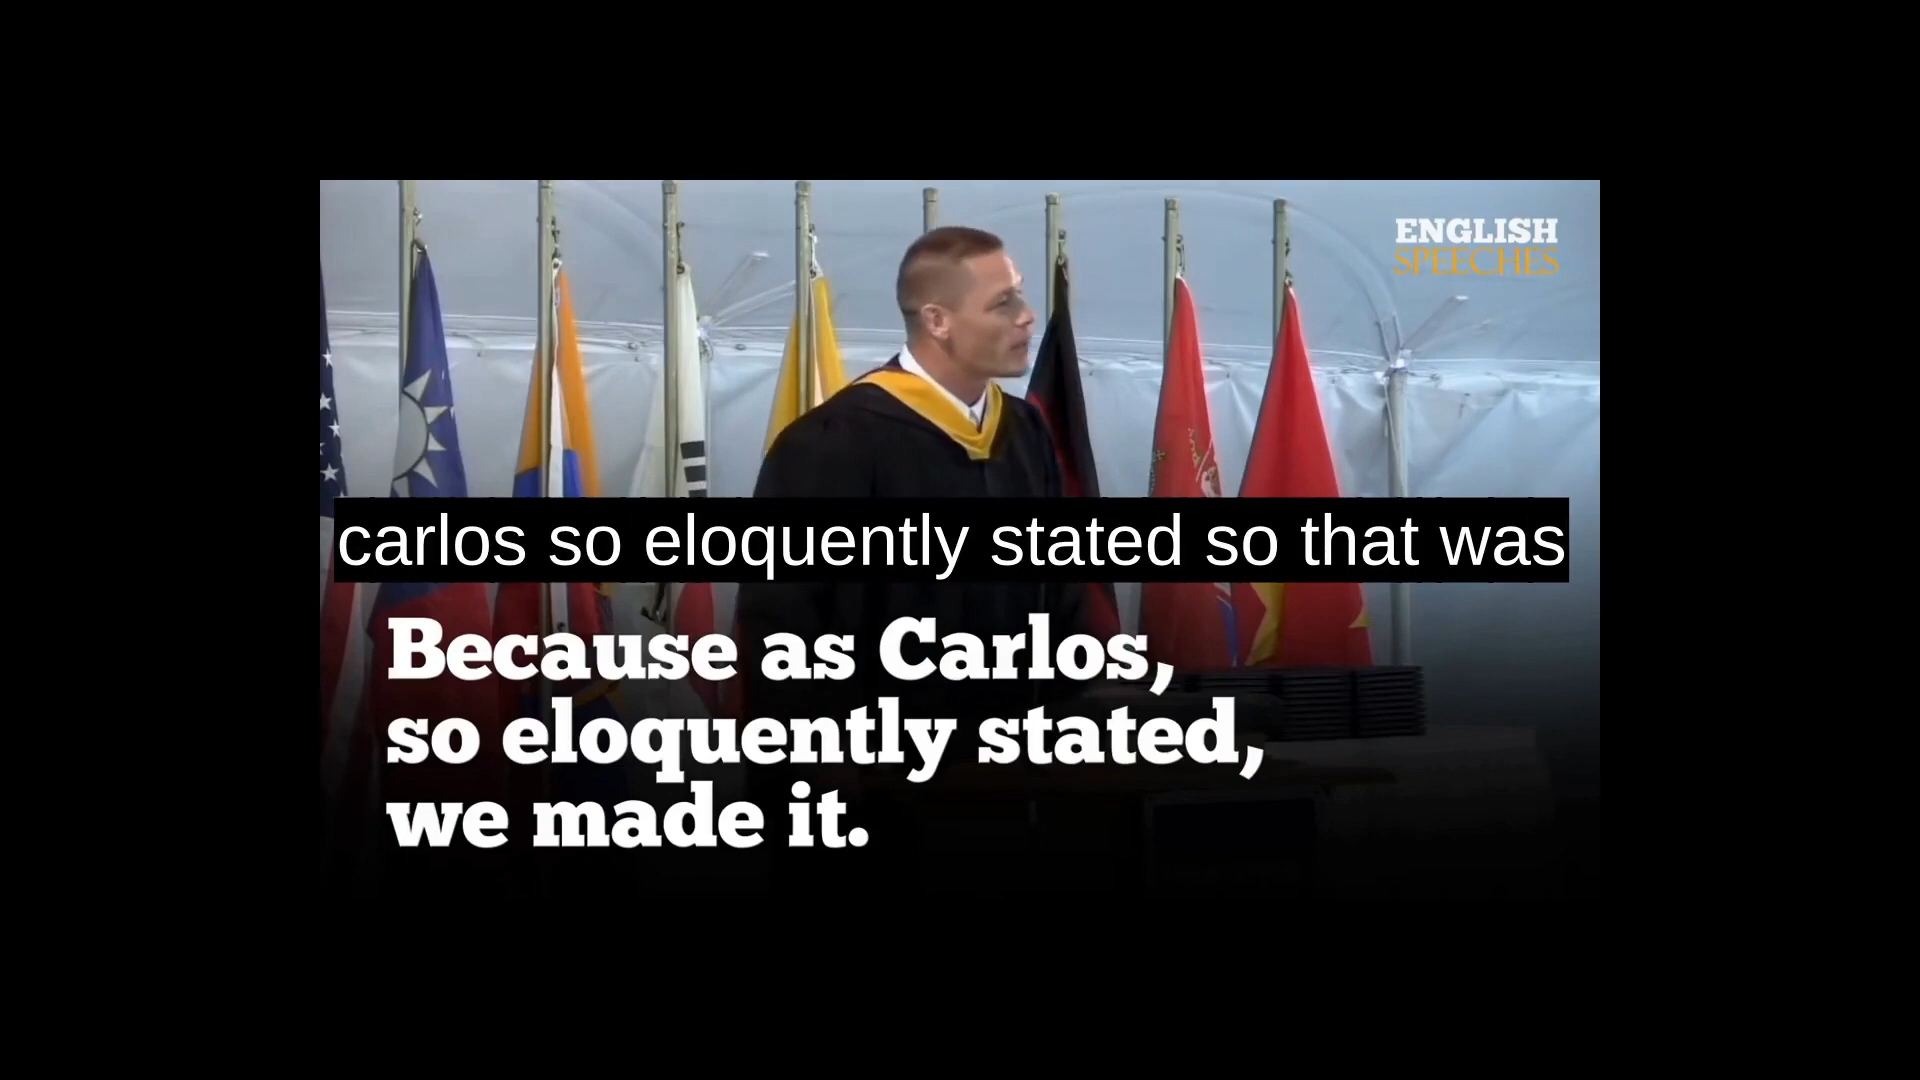 ENGLISH
SPEECHES
carlos so eloquently stated so that was
Because as Carlos,
so eloquently stated,
we made it.